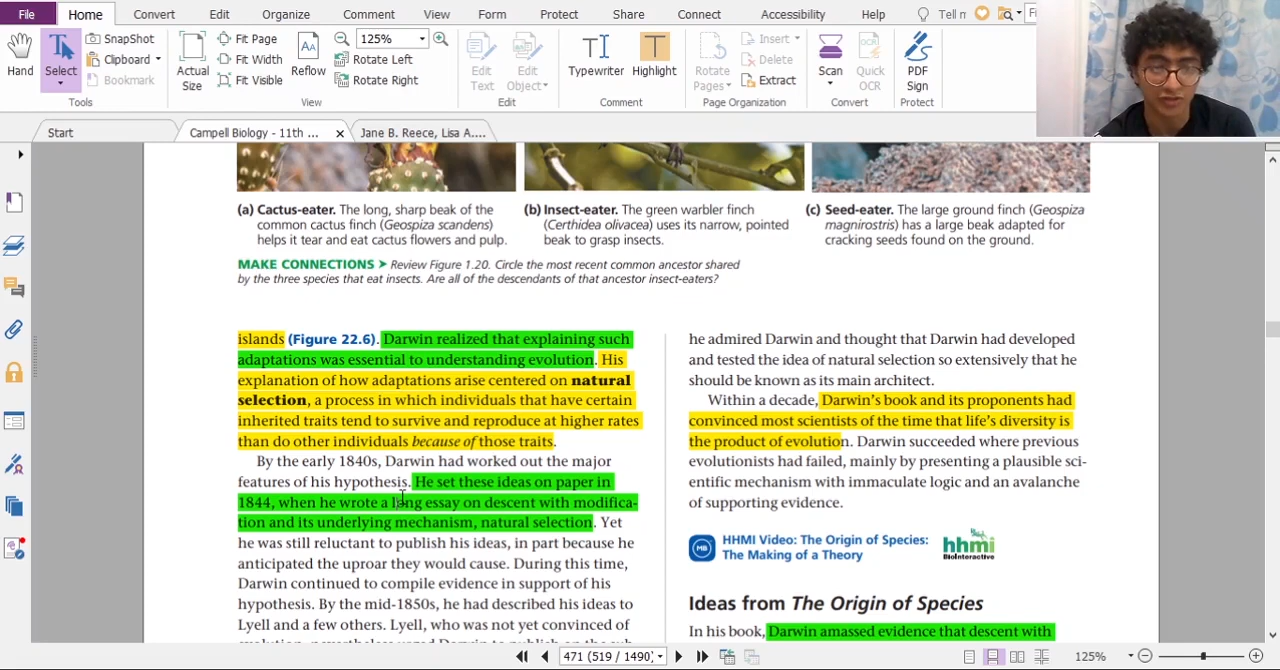 File Home Convert Edit Organize Comment View Form Protect Share Connect Accessibility Help Tell m Fi
Hand
Select
SnapShot
Clipboard
Bookmark
Tools
Actual Size
Fit Page
Fit Width
Fit Visible
Reflow
125%
Rotate Left
Rotate Right
View
Edit Text
Edit Object
Edit
Typewriter
Highlight
Comment
Rotate Pages
Insert
Delete
Extract
Page Organization
Scan
Quick OCR
Convert
PDF Sign
Protect
Start Campell Biology - 11th ... Jane B. Reece, Lisa A....
(a) Cactus-eater. The long, sharp beak of the
common cactus finch (Geospiza scandens)
helps it tear and eat cactus flowers and pulp.
(b) Insect-eater. The green warbler finch
(Certhidea olivacea) uses its narrow, pointed
beak to grasp insects.
(c) Seed-eater. The large ground finch (Geospiza
magnirostris) has a large beak adapted for
cracking seeds found on the ground.
MAKE CONNECTIONS ➤ Review Figure 1.20. Circle the most recent common ancestor shared
by the three species that eat insects. Are all of the descendants of that ancestor insect-eaters?
islands (Figure 22.6). Darwin realized that explaining such
adaptations was essential to understanding evolution. His
explanation of how adaptations arise centered on natural
selection, a process in which individuals that have certain
inherited traits tend to survive and reproduce at higher rates
than do other individuals because of those traits.
By the early 1840s, Darwin had worked out the major
features of his hypothesis. He set these ideas on paper in
1844, when he wrote a long essay on descent with modifica-
tion and its underlying mechanism, natural selection. Yet
he was still reluctant to publish his ideas, in part because he
anticipated the uproar they would cause. During this time,
Darwin continued to compile evidence in support of his
hypothesis. By the mid-1850s, he had described his ideas to
Lyell and a few others. Lyell, who was not yet convinced of
he admired Darwin and thought that Darwin had developed
and tested the idea of natural selection so extensively that he
should be known as its main architect.
Within a decade, Darwin's book and its proponents had
convinced most scientists of the time that life's diversity is
the product of evolution. Darwin succeeded where previous
evolutionists had failed, mainly by presenting a plausible sci-
entific mechanism with immaculate logic and an avalanche
of supporting evidence.
MB
HHMI Video: The Origin of Species:
The Making of a Theory
hhmi
BioInteractive
Ideas from The Origin of Species
In his book, Darwin amassed evidence that descent with
471 (519 / 1490) 125%